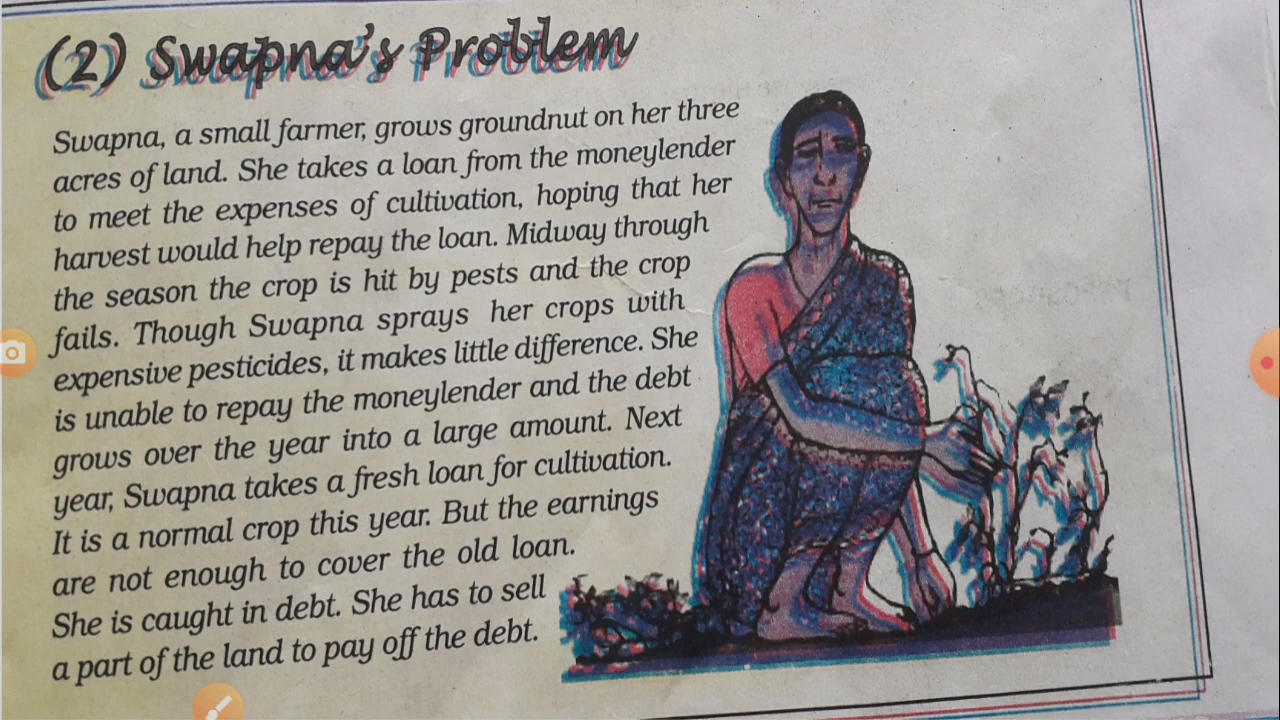 (2) Swapna's Problem
Swapna, a small farmer, grows groundnut on her three
acres of land. She takes a loan from the moneylender
to meet the expenses of cultivation, hoping that her
harvest would help repay the loan. Midway through
the season the crop is hit by pests and the crop
fails. Though Swapna sprays her crops with
expensive pesticides, it makes little difference. She
is unable to repay the moneylender and the debt
grows over the year into a large amount. Next
year, Swapna takes a fresh loan for cultivation.
It is a normal crop this year. But the earnings
are not enough to cover the old loan.
She is caught in debt. She has to sell
a part of the land to pay off the debt.